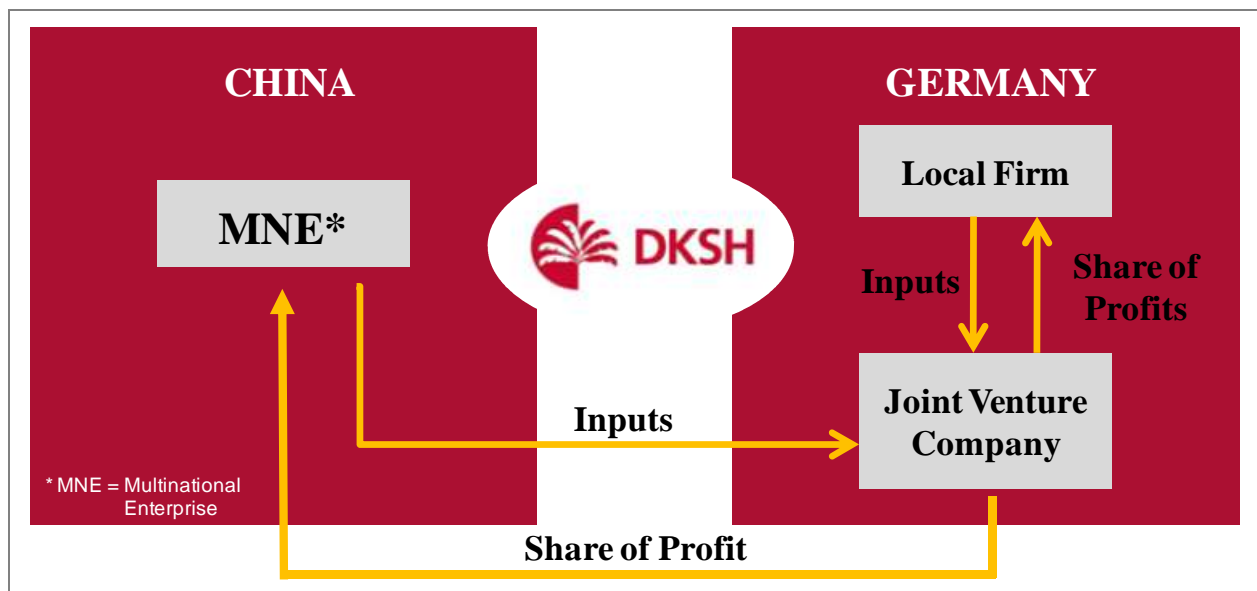 CHINA
GERMANY
MNE*
Local Firm
DKSH
Inputs
Share of
Profits
Joint Venture
Company
Inputs
* MNE = Multinational
Enterprise
Share of Profit